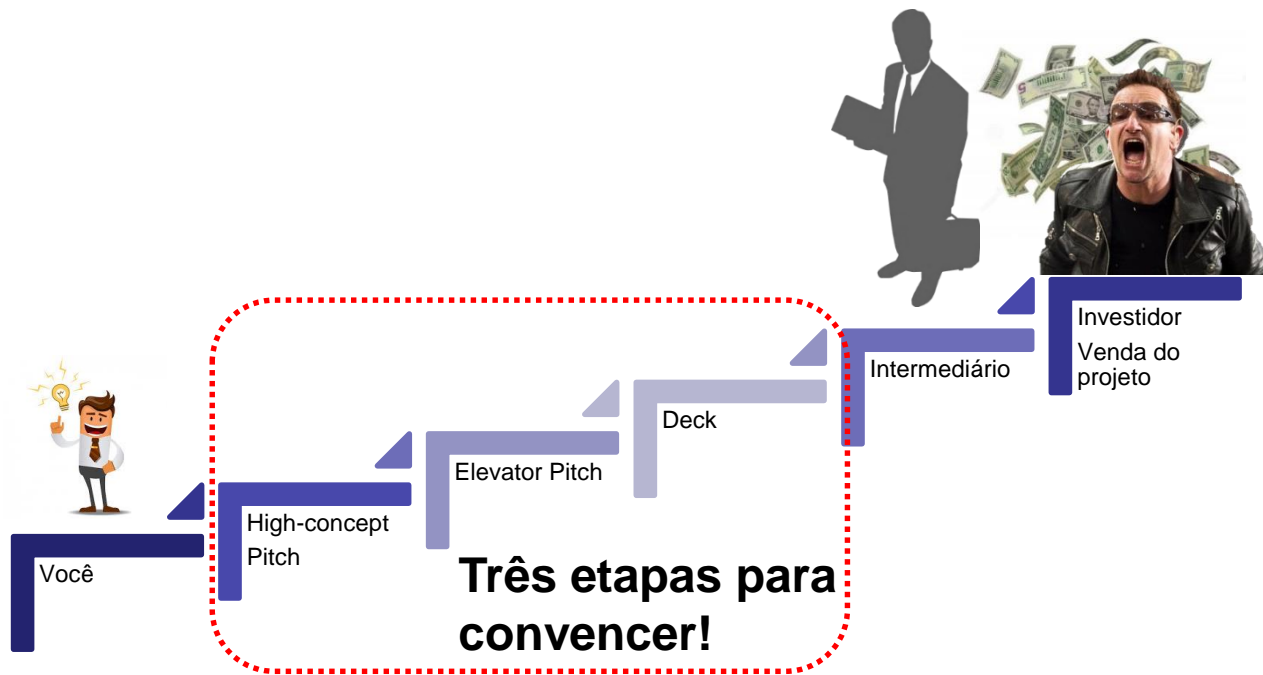 Você
High-concept
Pitch
Elevator Pitch
Deck
Intermediário
Investidor
Venda do
projeto
Três etapas para
convencer!